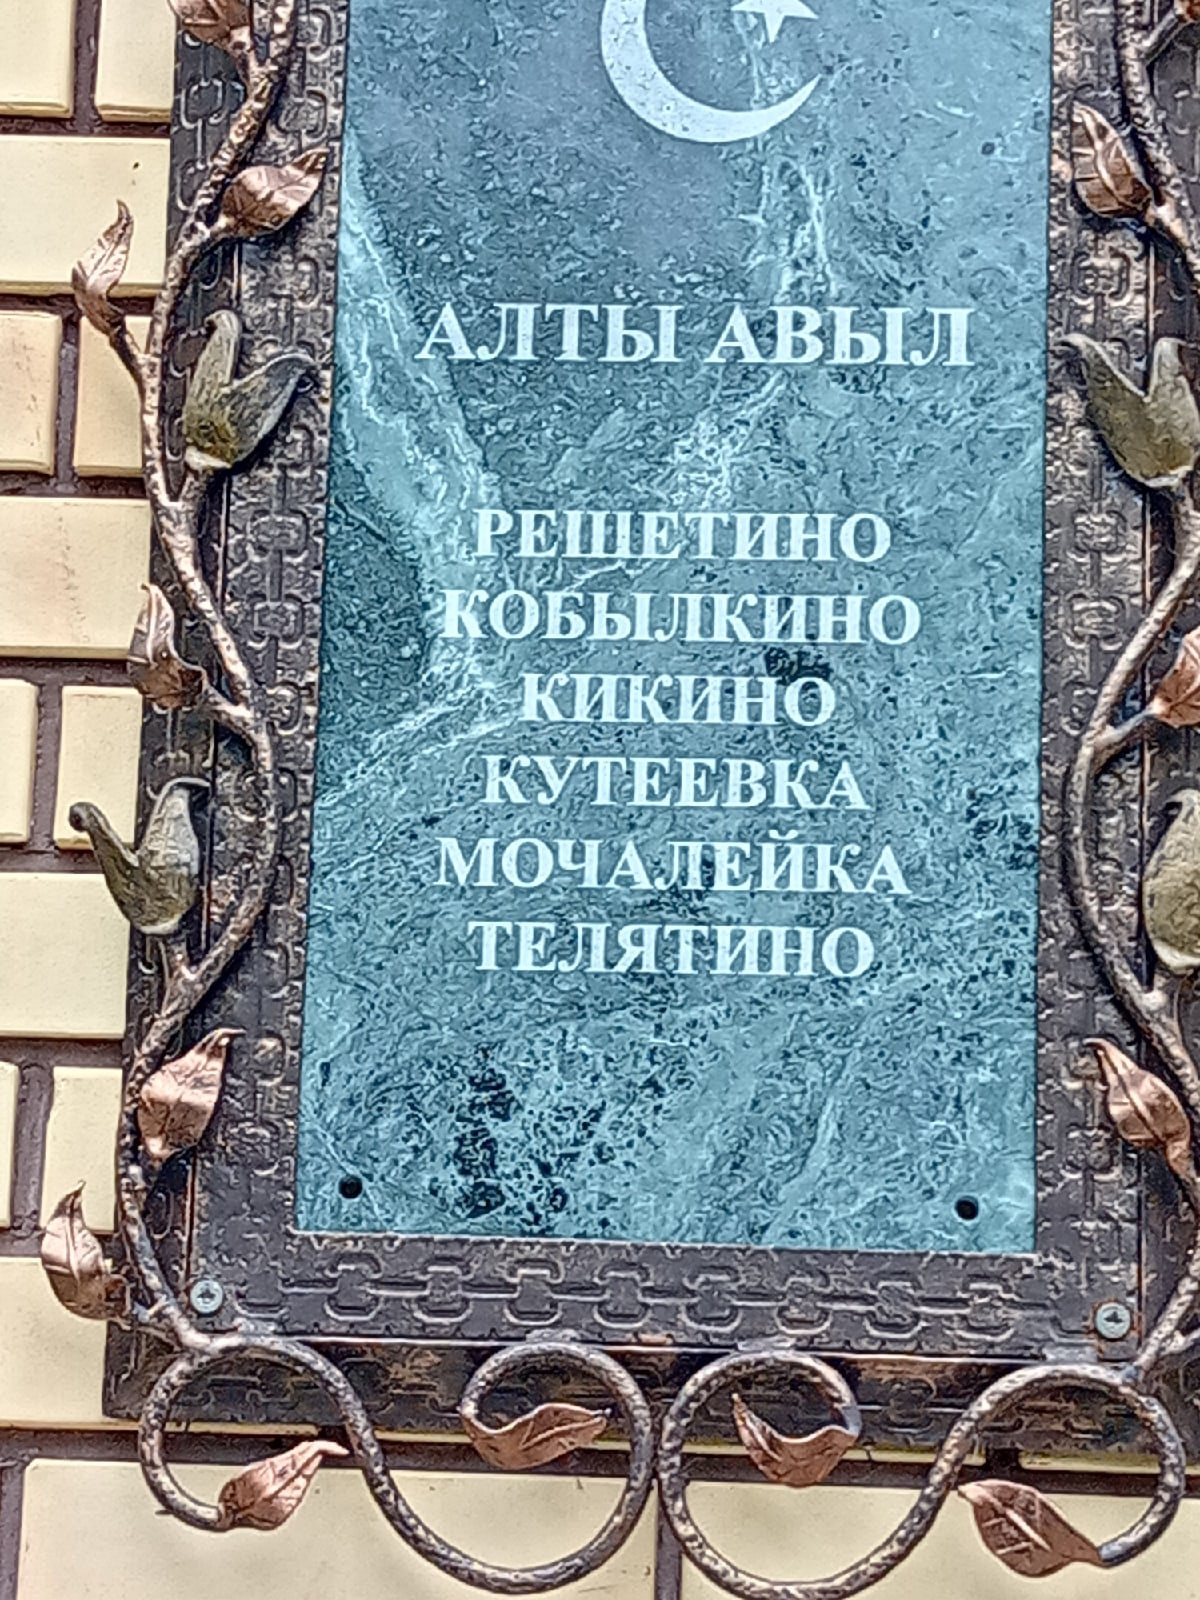 АЛТЫ АВЫЛ
РЕШЕТИНО
КОБЫЛКИНО
КИКИНО
КУТЕЕВКА
МОЧАЛЕЙКА
ТЕЛЯТИНО